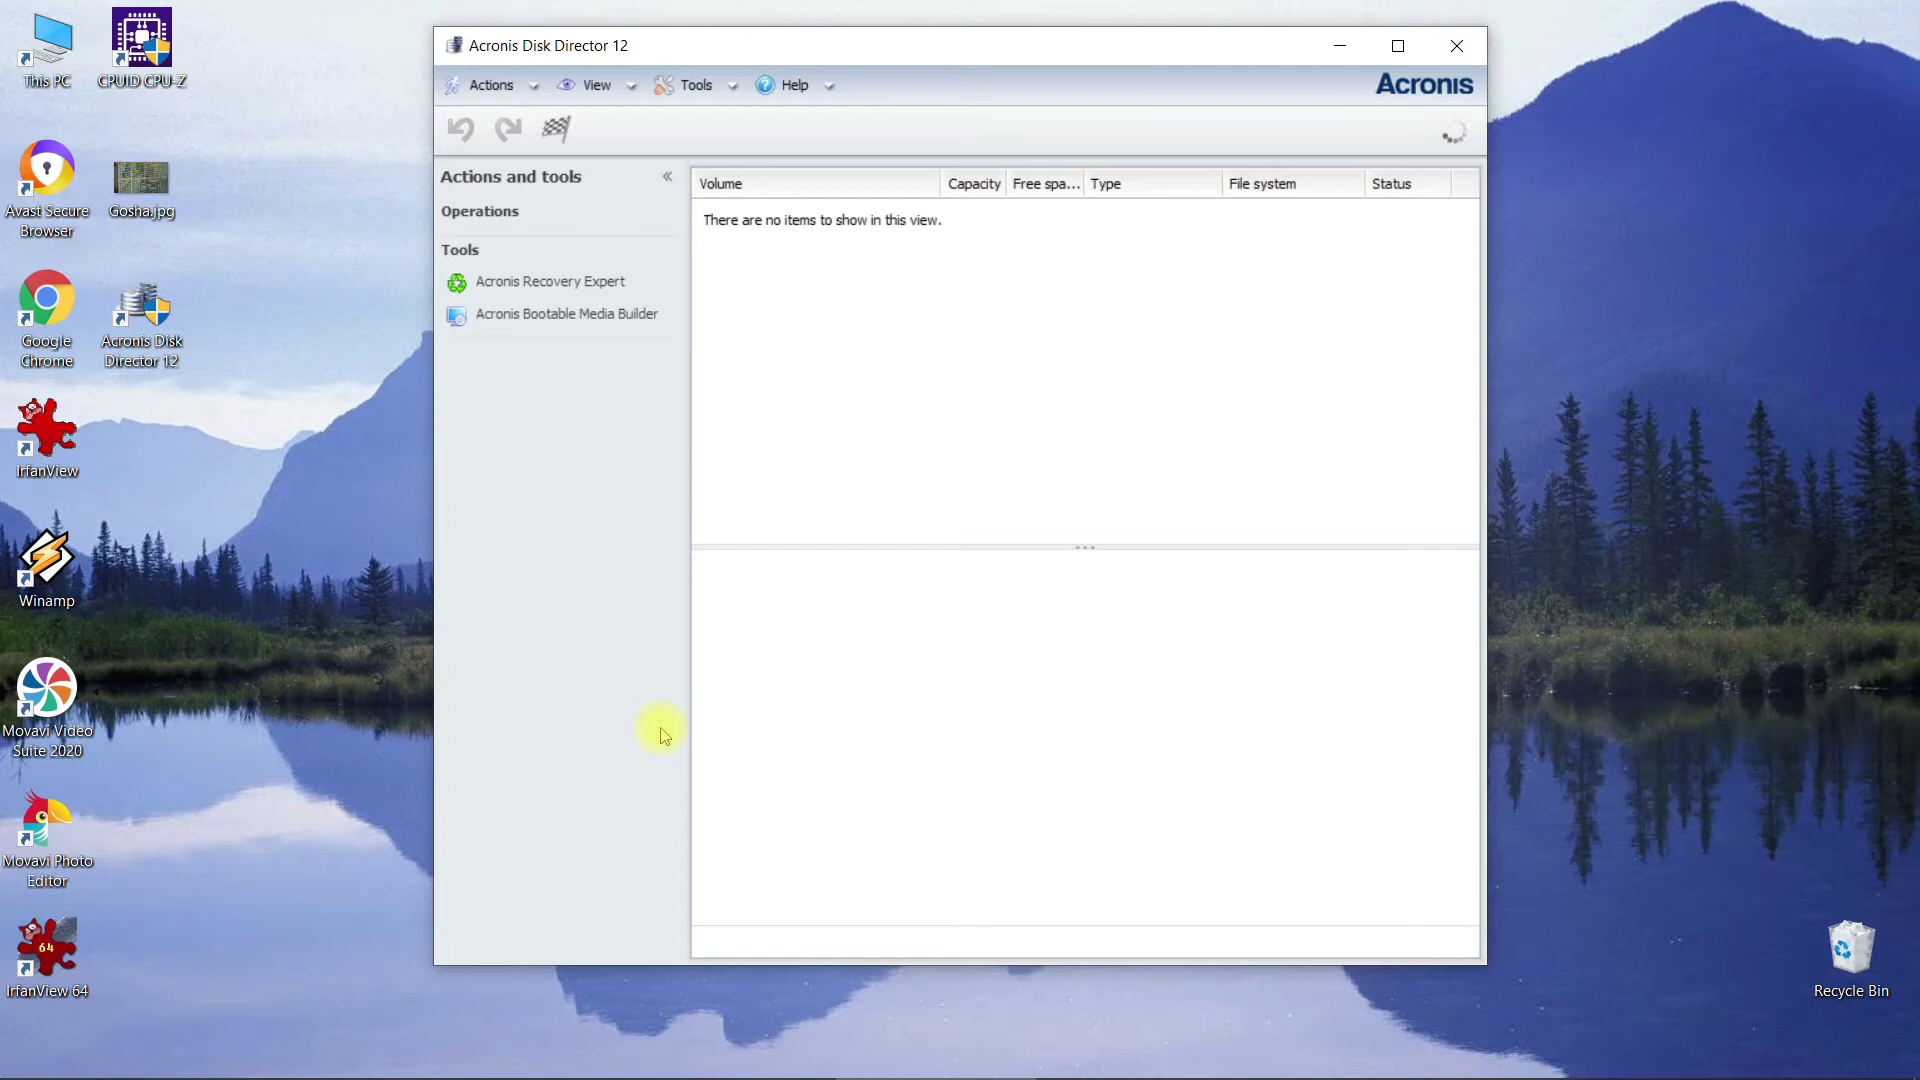 This PC
CPUID CPU-Z
Avast Secure
Browser
Gosha.jpg
Google
Chrome
Acronis Disk
Director 12
IrfanView
Winamp
Movavi Video
Suite 2020
Movavi Photo
Editor
64
IrfanView 64
Acronis Disk Director 12
Actions
View
Tools
Help
Acronis
Actions and tools
Operations
Tools
Acronis Recovery Expert
Acronis Bootable Media Builder
Volume
Capacity
Free spa...
Type
File system
Status
There are no items to show in this view.
Recycle Bin